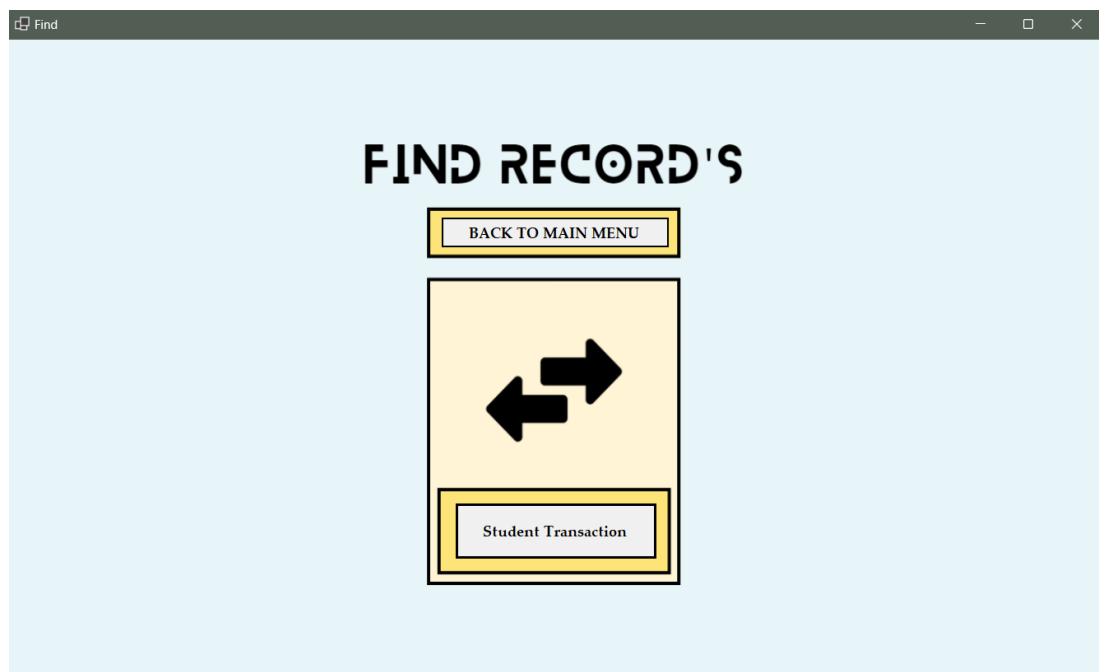 Find
FIND RECORD'S
BACK TO MAIN MENU
Student Transaction